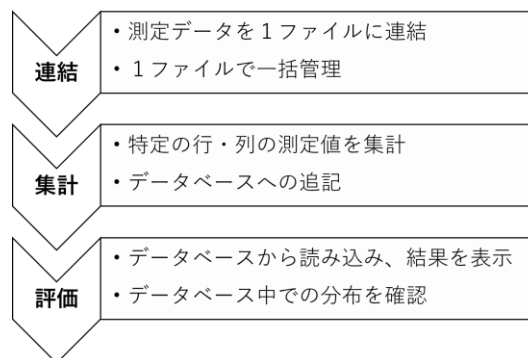 連結
・測定データを１ファイルに連結
・１ファイルで一括管理
集計
・特定の行・列の測定値を集計
・データベースへの追記
評価
・データベースから読み込み、結果を表示
・データベース中での分布を確認